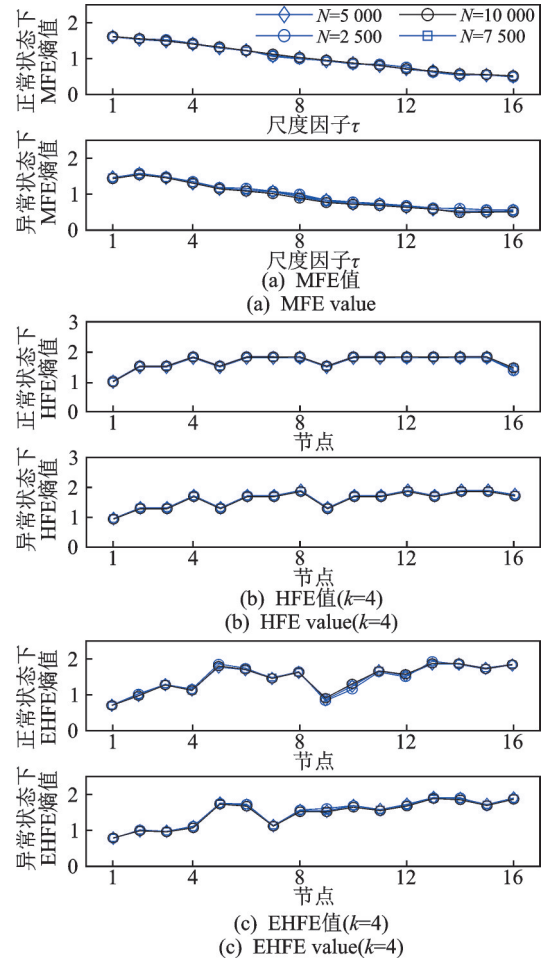 N=5 000
N=10 000
N=2 500
N=7 500
正常状态下
MFE熵值
2
1
0
1
4
8
12
16
尺度因子τ
异常状态下
MFE熵值
2
1
0
1
4
8
12
16
尺度因子τ
(a) MFE值
(a) MFE value
正常状态下
HFE熵值
3
2
1
0
1
4
8
12
16
节点
异常状态下
HFE熵值
3
2
1
0
1
4
8
12
16
节点
(b) HFE值(k=4)
(b) HFE value(k=4)
正常状态下
EHFE熵值
2
1
0
1
4
8
12
16
节点
异常状态下
EHFE熵值
2
1
0
1
4
8
12
16
节点
(c) EHFE值(k=4)
(c) EHFE value(k=4)